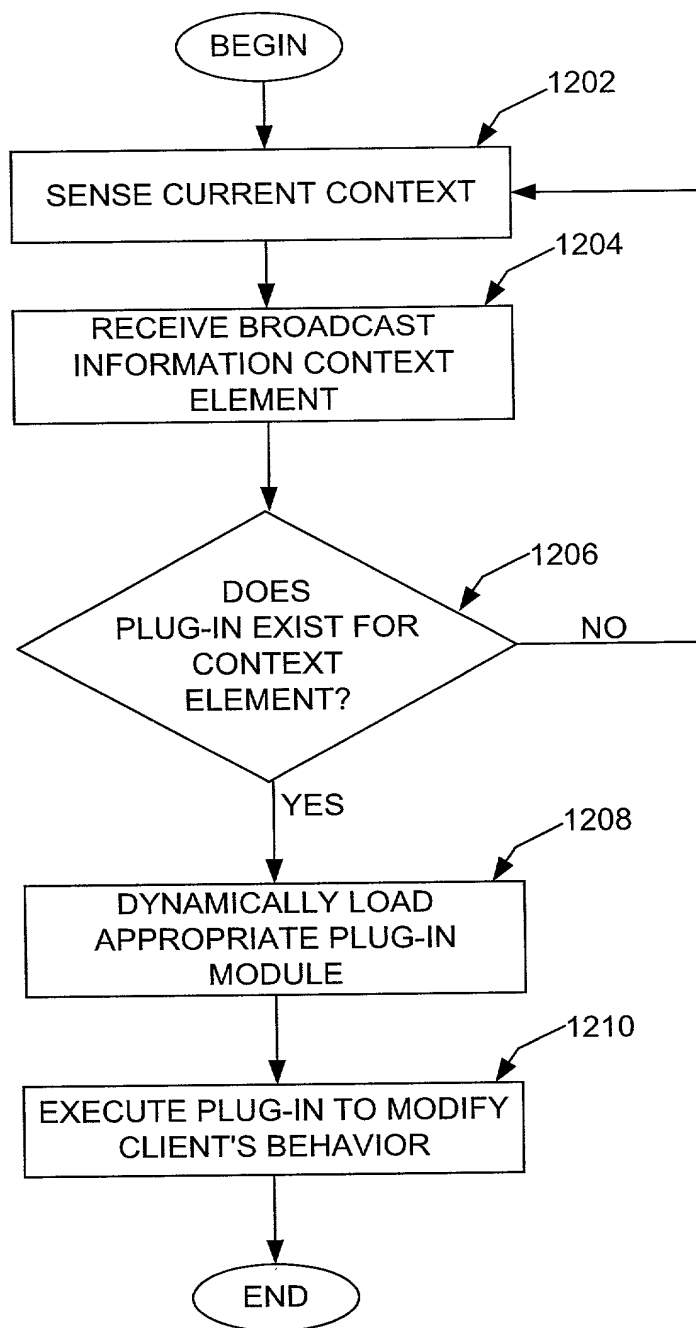 BEGIN
1202
SENSE CURRENT CONTEXT
1204
RECEIVE BROADCAST
INFORMATION CONTEXT
ELEMENT
1206
DOES
PLUG-IN EXIST FOR
CONTEXT
ELEMENT?
NO
YES
1208
DYNAMICALLY LOAD
APPROPRIATE PLUG-IN
MODULE
1210
EXECUTE PLUG-IN TO MODIFY
CLIENT'S BEHAVIOR
END